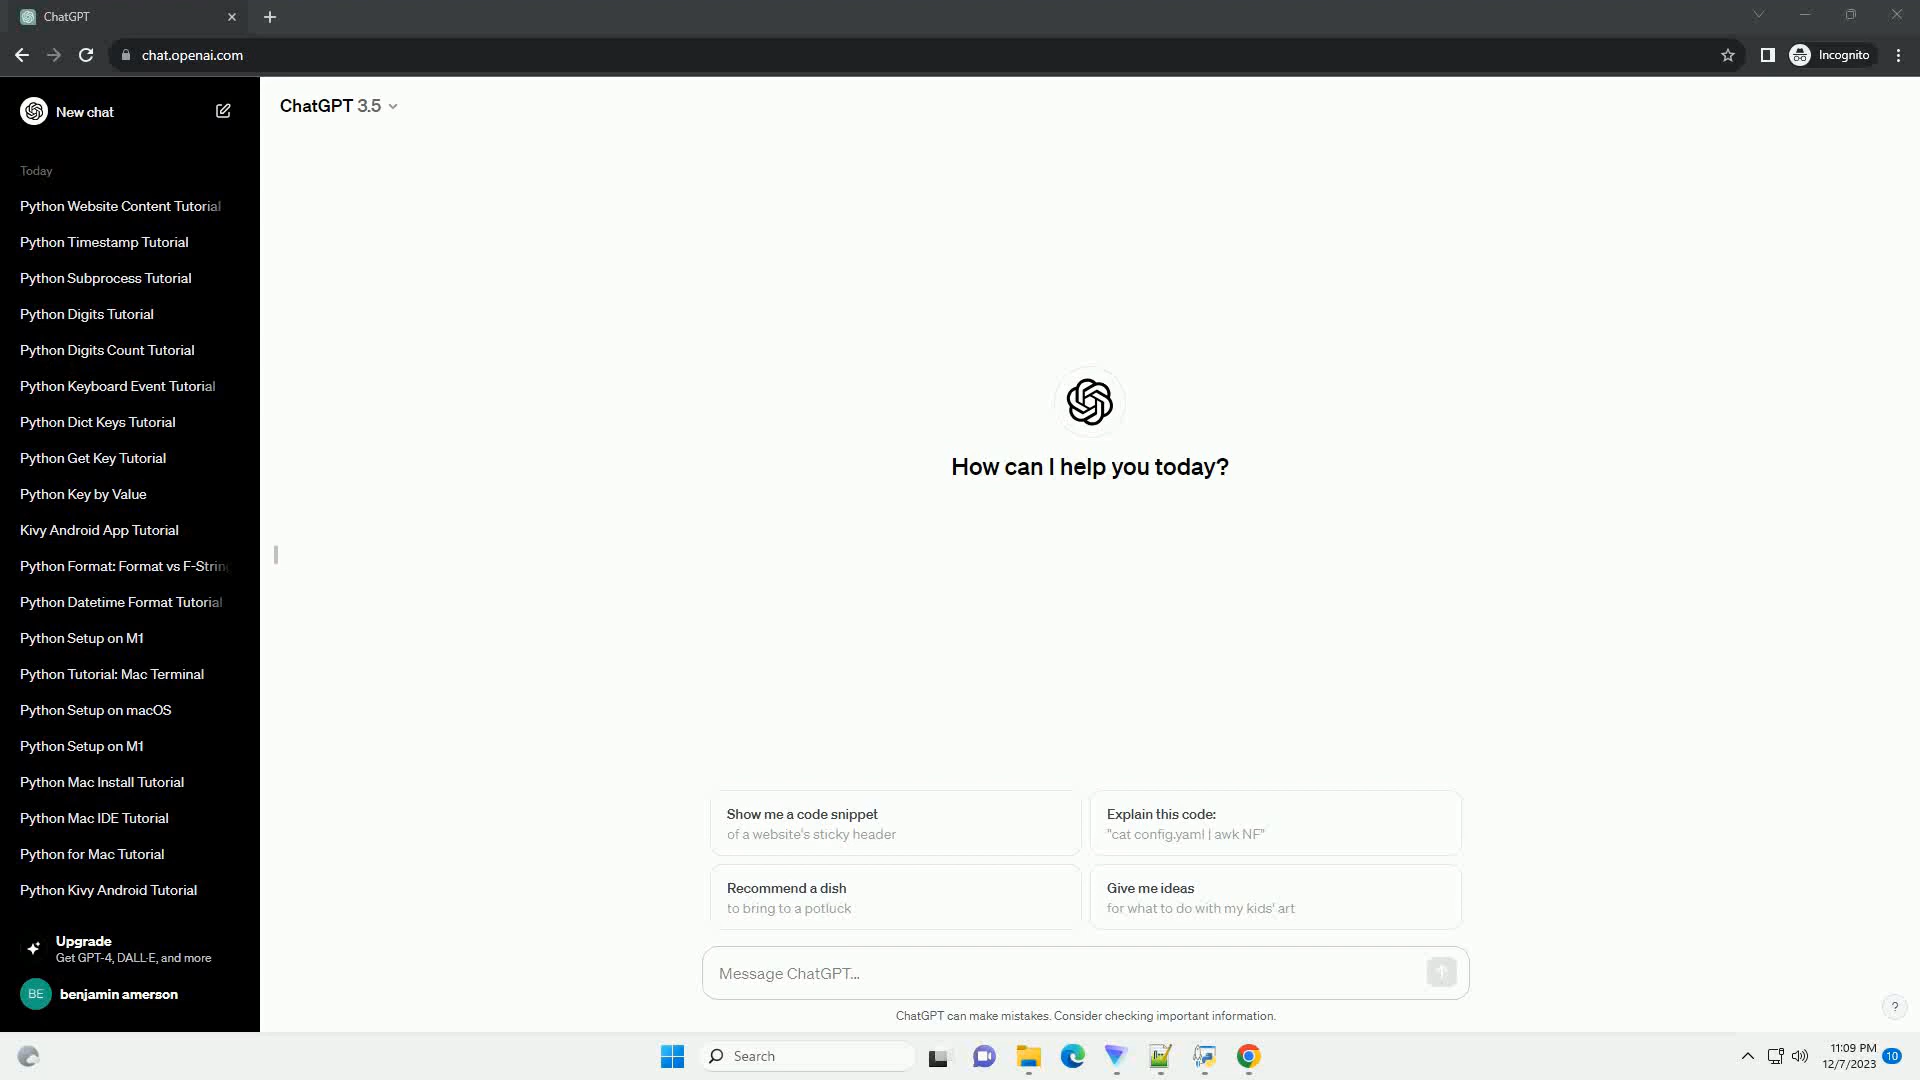 ChatGPT
chat.openai.com
Incognito
New chat
ChatGPT 3.5
Today
Python Website Content Tutorial
Python Timestamp Tutorial
Python Subprocess Tutorial
Python Digits Tutorial
Python Digits Count Tutorial
Python Keyboard Event Tutorial
Python Dict Keys Tutorial
Python Get Key Tutorial
Python Key by Value
Kivy Android App Tutorial
Python Format: Format vs F-Strin
Python Datetime Format Tutorial
Python Setup on M1
Python Tutorial: Mac Terminal
Python Setup on macOS
Python Setup on M1
Python Mac Install Tutorial
Python Mac IDE Tutorial
Python for Mac Tutorial
Python Kivy Android Tutorial
Upgrade
Get GPT-4, DALL·E, and more
BE
benjamin amerson
How can I help you today?
Show me a code snippet
of a website's sticky header
Explain this code:
"cat config.yaml | awk NF"
Recommend a dish
to bring to a potluck
Give me ideas
for what to do with my kids' art
Message ChatGPT...
ChatGPT can make mistakes. Consider checking important information.
?
Search
11:09 PM
12/7/2023
10